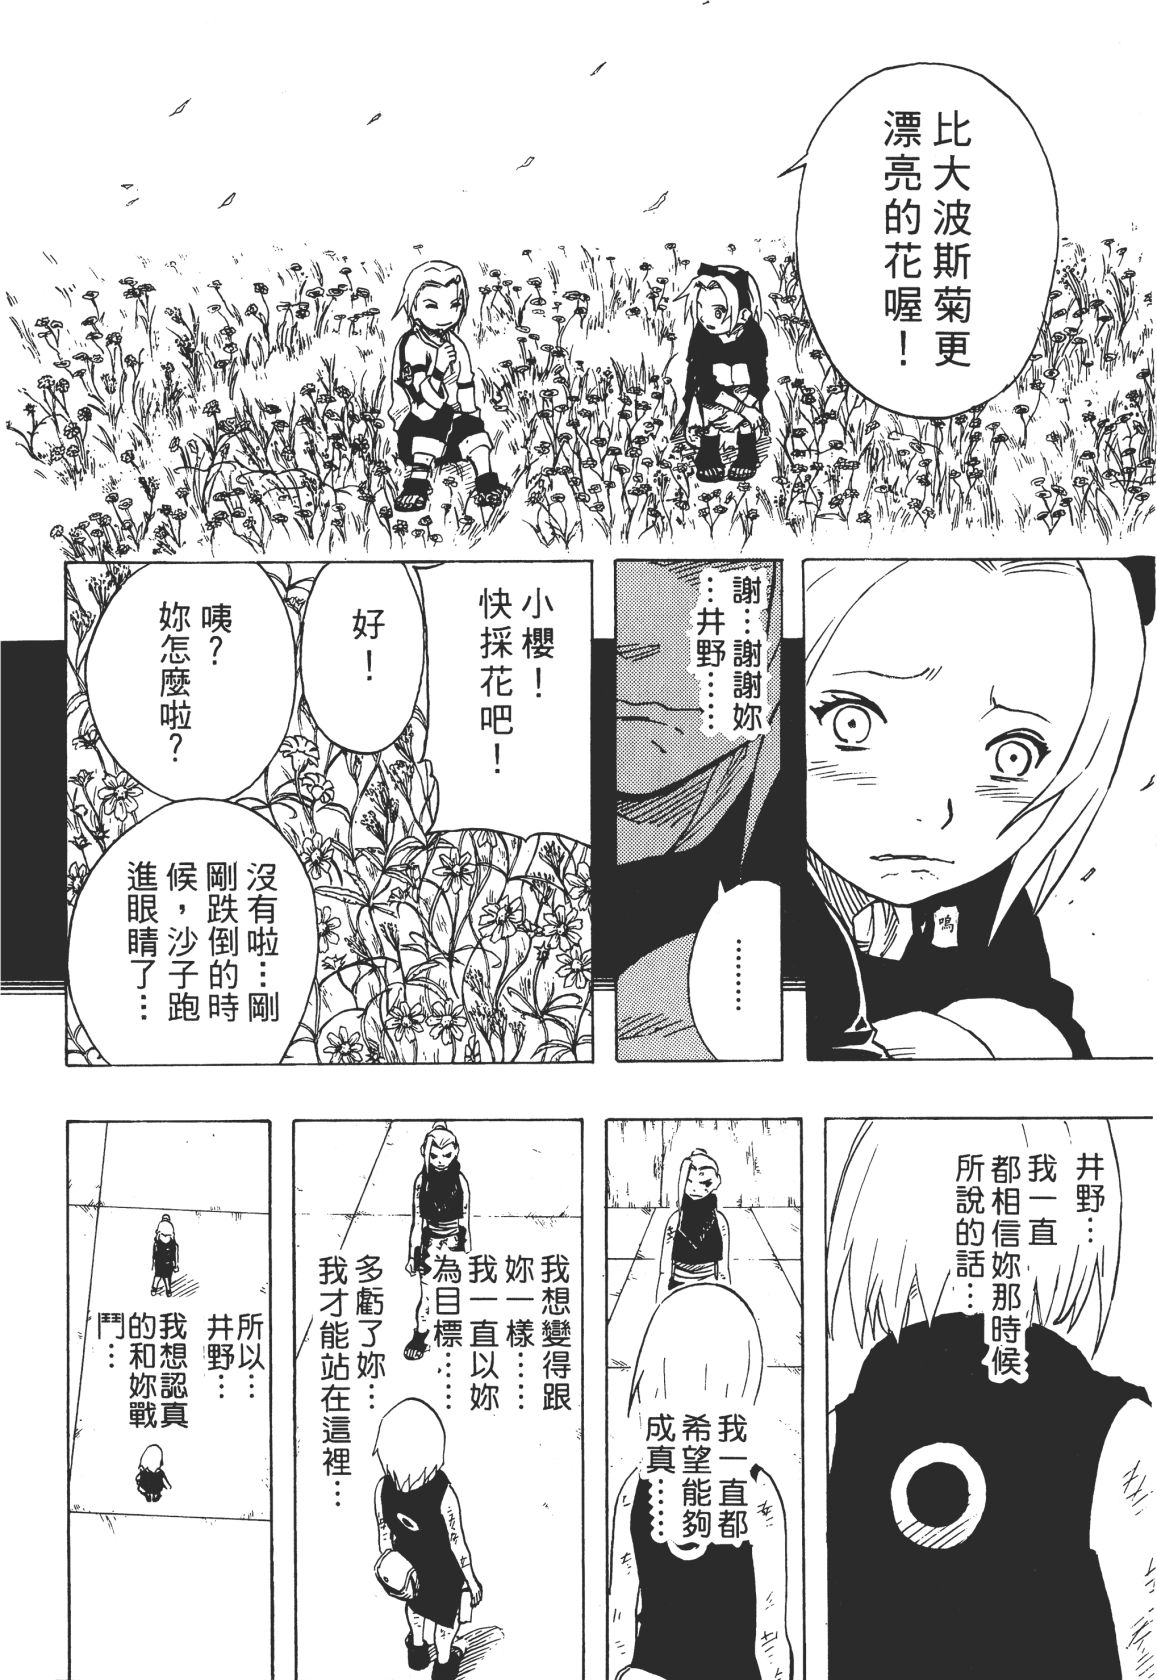 比大波斯菊更
漂亮的花喔！
嗚
謝…謝謝妳
…井野……
………
小櫻！
快採花吧！
好！
咦？
妳怎麼啦？
沒有啦…剛
剛跌倒的時
候，沙子跑
進眼睛了…
井野…
我一直
都相信妳那時候
所說的話…
我一直都
希望能夠
成真……
我想變得跟
妳一樣……
我一直以妳
為目標……
多虧了妳…
我才能站在這裡…
所以…
井野…
我想認真
的和妳戰
鬥…